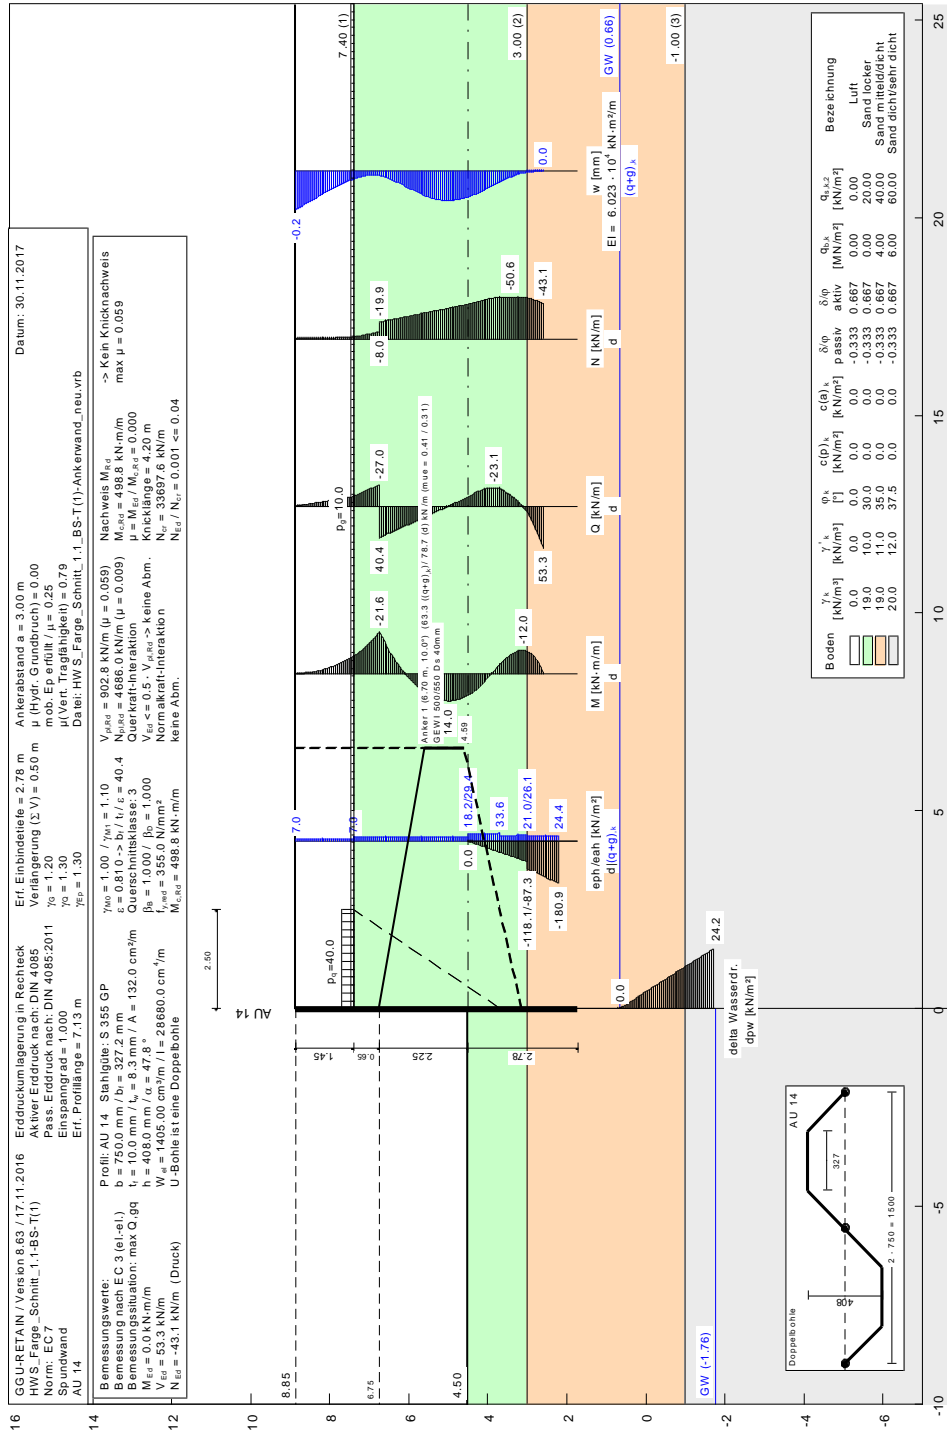 GGU-RETAIN / Version 8.63 / 17.11.2016
HWS_Farge_Schnitt_1.1-BS-T(1)
Norm: EC 7
Spundwand
AU 14
Erddruckumlagerung in Rechteck
Aktiver Erddruck nach: DIN 4085
Pass. Erddruck nach: DIN 4085:2011
Einspanngrad = 1.000
Erf. Profillänge = 7.13 m
Erf. Einbindetiefe = 2.78 m
Verlängerung (Σ V) = 0.50 m
γG = 1.20
γQ = 1.30
γEp = 1.30
Ankerabstand a = 3.00 m
μ (Hydr. Grundbruch) = 0.00
mob. Ep erfüllt / μ = 0.25
μ(Vert. Tragfähigkeit) = 0.79
Datei: HWS_Farge_Schnitt_1.1_BS-T(1)-Ankerwand_neu.vrb
Datum: 30.11.2017
Bemessungswerte:
Bemessung nach EC 3 (el.-el.)
Bemessungssituation: max Q,gq
M Ed = 0.0 kN·m/m
V Ed = 53.3 kN/m
N Ed = -43.1 kN/m (Druck)
Profil: AU 14 Stahlgüte: S 355 GP
b = 750.0 mm / bf = 327.2 mm
tf = 10.0 mm / tw = 8.3 mm / A = 132.0 cm²/m
h = 408.0 mm / α = 47.8°
W el = 1405.00 cm³/m / I = 28680.0 cm⁴/m
U-Bohle ist eine Doppelbohle
γM0 = 1.00 / γM1 = 1.10
ε = 0.810 -> bf / tf / ε = 40.4
Querschnittsklasse: 3
βB = 1.000 / βD = 1.000
fy,red = 355.0 N/mm²
Mc,Rd = 498.8 kN·m/m
Vpl,Rd = 902.8 kN/m (μ = 0.059)
Npl,Rd = 4686.0 kN/m (μ = 0.009)
Querkraft-Interaktion
VEd <= 0.5 · Vpl,Rd -> keine Abm.
Normalkraft-Interaktion
keine Abm.
Nachweis MRd
Mc,Rd = 498.8 kN·m/m
μ = MEd / Mc,Rd = 0.000
Knicklänge = 4.20 m
Ncr = 33697.6 kN/m
NEd / Ncr = 0.001 <= 0.04
-> Kein Knicknachweis
max μ = 0.059
16
14
12
10
8
6
4
2
0
-2
-4
-6
-10
-5
0
5
10
15
20
25
8.85
6.75
4.50
1.45
0.65
2.25
2.78
2.50
AU 14
pq=40.0
pg=10.0
7.40 (1)
3.00 (2)
-1.00 (3)
GW (0.66)
GW (-1.76)
7.0
7.0
18.2/29.4
33.6
21.0/26.1
24.4
0.0
-118.1/-87.3
-180.9
eph/eah [kN/m²]
d|(q+g),k
0.0
24.2
delta Wasserdr.
dpw [kN/m²]
Anker 1 (6.70 m, 10.0°) (63.3 ((q+g),k) / 78.7 (d) kN/m (mue = 0.41 / 0.31)
GEWI 500/550 Ds 40mm
4.59
-21.6
14.0
-12.0
M [kN·m/m]
d
-27.0
40.4
-23.1
53.3
Q [kN/m]
d
-8.0
-19.9
-50.6
-43.1
N [kN/m]
d
-0.2
0.0
w [mm]
EI = 6.023 · 10⁴ kN·m²/m
(q+g),k
Doppelbohle
AU 14
327
408
2 · 750 = 1500
Boden γk [kN/m³] γ'k [kN/m³] φk [°] c(p)k [kN/m²] c(a)k [kN/m²] δ/φ passiv δ/φ aktiv qb,k [MN/m²] qs,k,2 [kN/m²] Bezeichnung
0.0 0.0 0.0 0.0 0.0 -0.333 0.667 0.00 0.00 Luft
19.0 10.0 30.0 0.0 0.0 -0.333 0.667 0.00 20.00 Sand locker
19.0 11.0 35.0 0.0 0.0 -0.333 0.667 4.00 40.00 Sand mitteld/dicht
20.0 12.0 37.5 0.0 0.0 -0.333 0.667 6.00 60.00 Sand dicht/sehr dicht